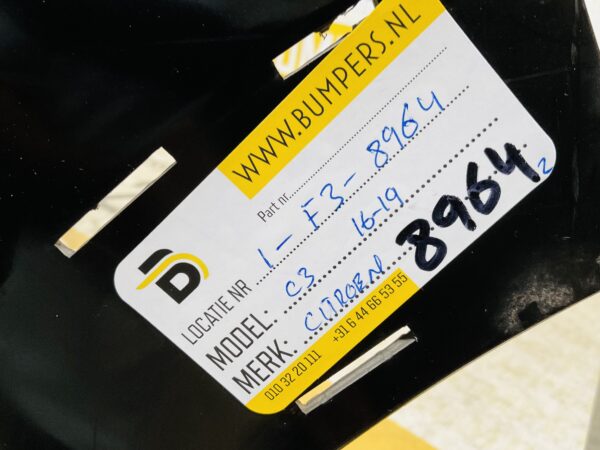 WWW.BUMPERS.NL
Part nr.
LOCATIE NR 1-F3-8964
MODEL: C3 16-19
MERK: CITROEN 8964 2
010 32 20 111 +31 6 44 66 53 55